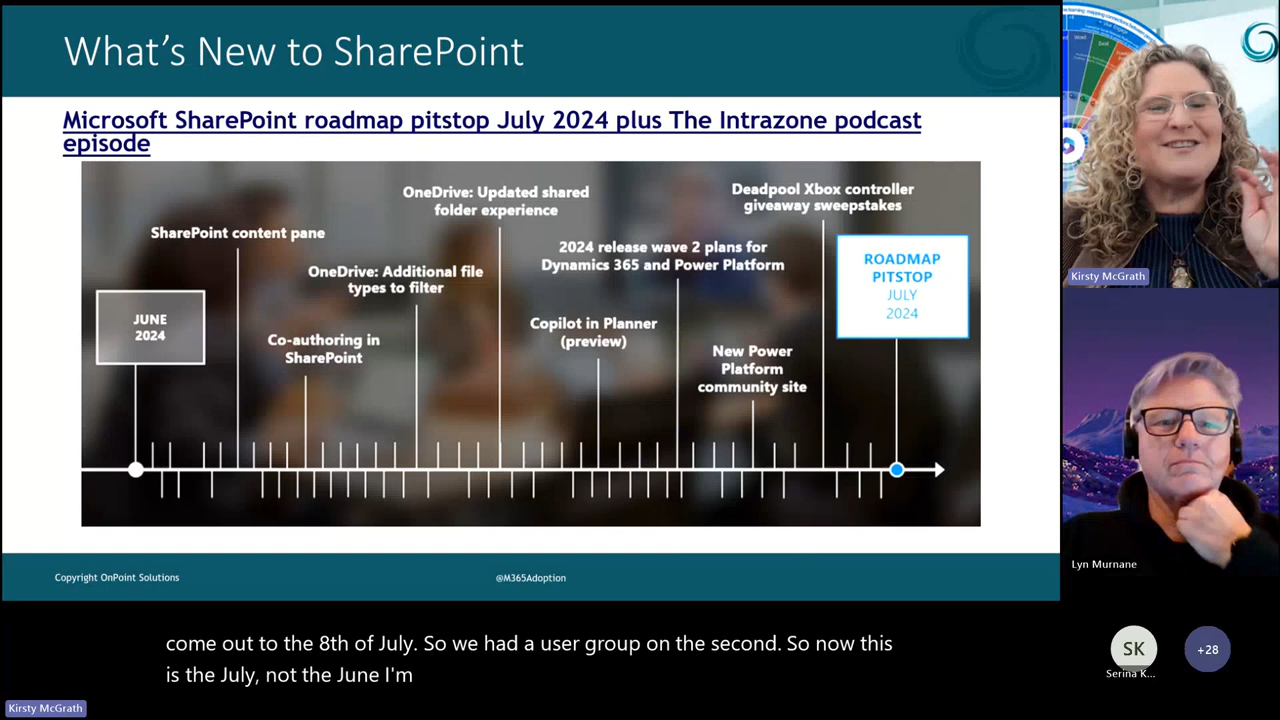 What's New to SharePoint
Microsoft SharePoint roadmap pitstop July 2024 plus The Intrazone podcast
episode
OneDrive: Updated shared
folder experience
Deadpool Xbox controller
giveaway sweepstakes
SharePoint content pane
2024 release wave 2 plans for
Dynamics 365 and Power Platform
OneDrive: Additional file
types to filter
ROADMAP
PITSTOP
JULY
2024
JUNE
2024
Co-authoring in
SharePoint
Copilot in Planner
(preview)
New Power
Platform
community site
Copyright OnPoint Solutions
@M365Adoption
Kirsty McGrath
Lyn Murnane
come out to the 8th of July. So we had a user group on the second. So now this
is the July, not the June I'm
SK
Serina K...
+28
Kirsty McGrath